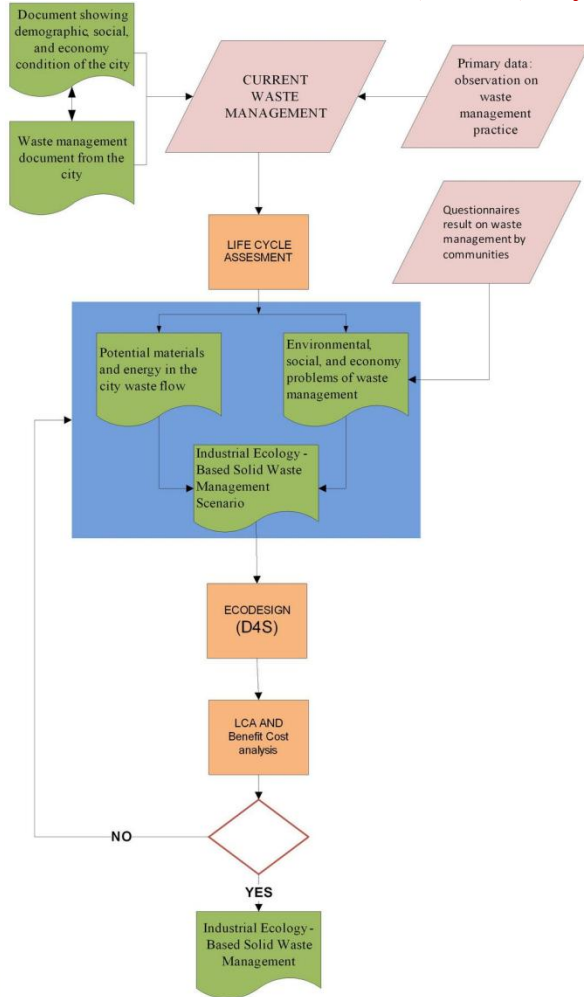 Document showing
demographic, social,
and economy
condition of the city
Waste management
document from the
city
CURRENT
WASTE
MANAGEMENT
Primary data:
observation on
waste
management
practice
Questionnaires
result on waste
management by
communities
LIFE CYCLE
ASSESMENT
Potential materials
and energy in the
city waste flow
Environmental,
social, and economy
problems of waste
management
Industrial Ecology -
Based Solid Waste
Management
Scenario
ECODESIGN
(D4S)
LCA AND
Benefit Cost
analysis
NO
YES
Industrial Ecology -
Based Solid Waste
Management